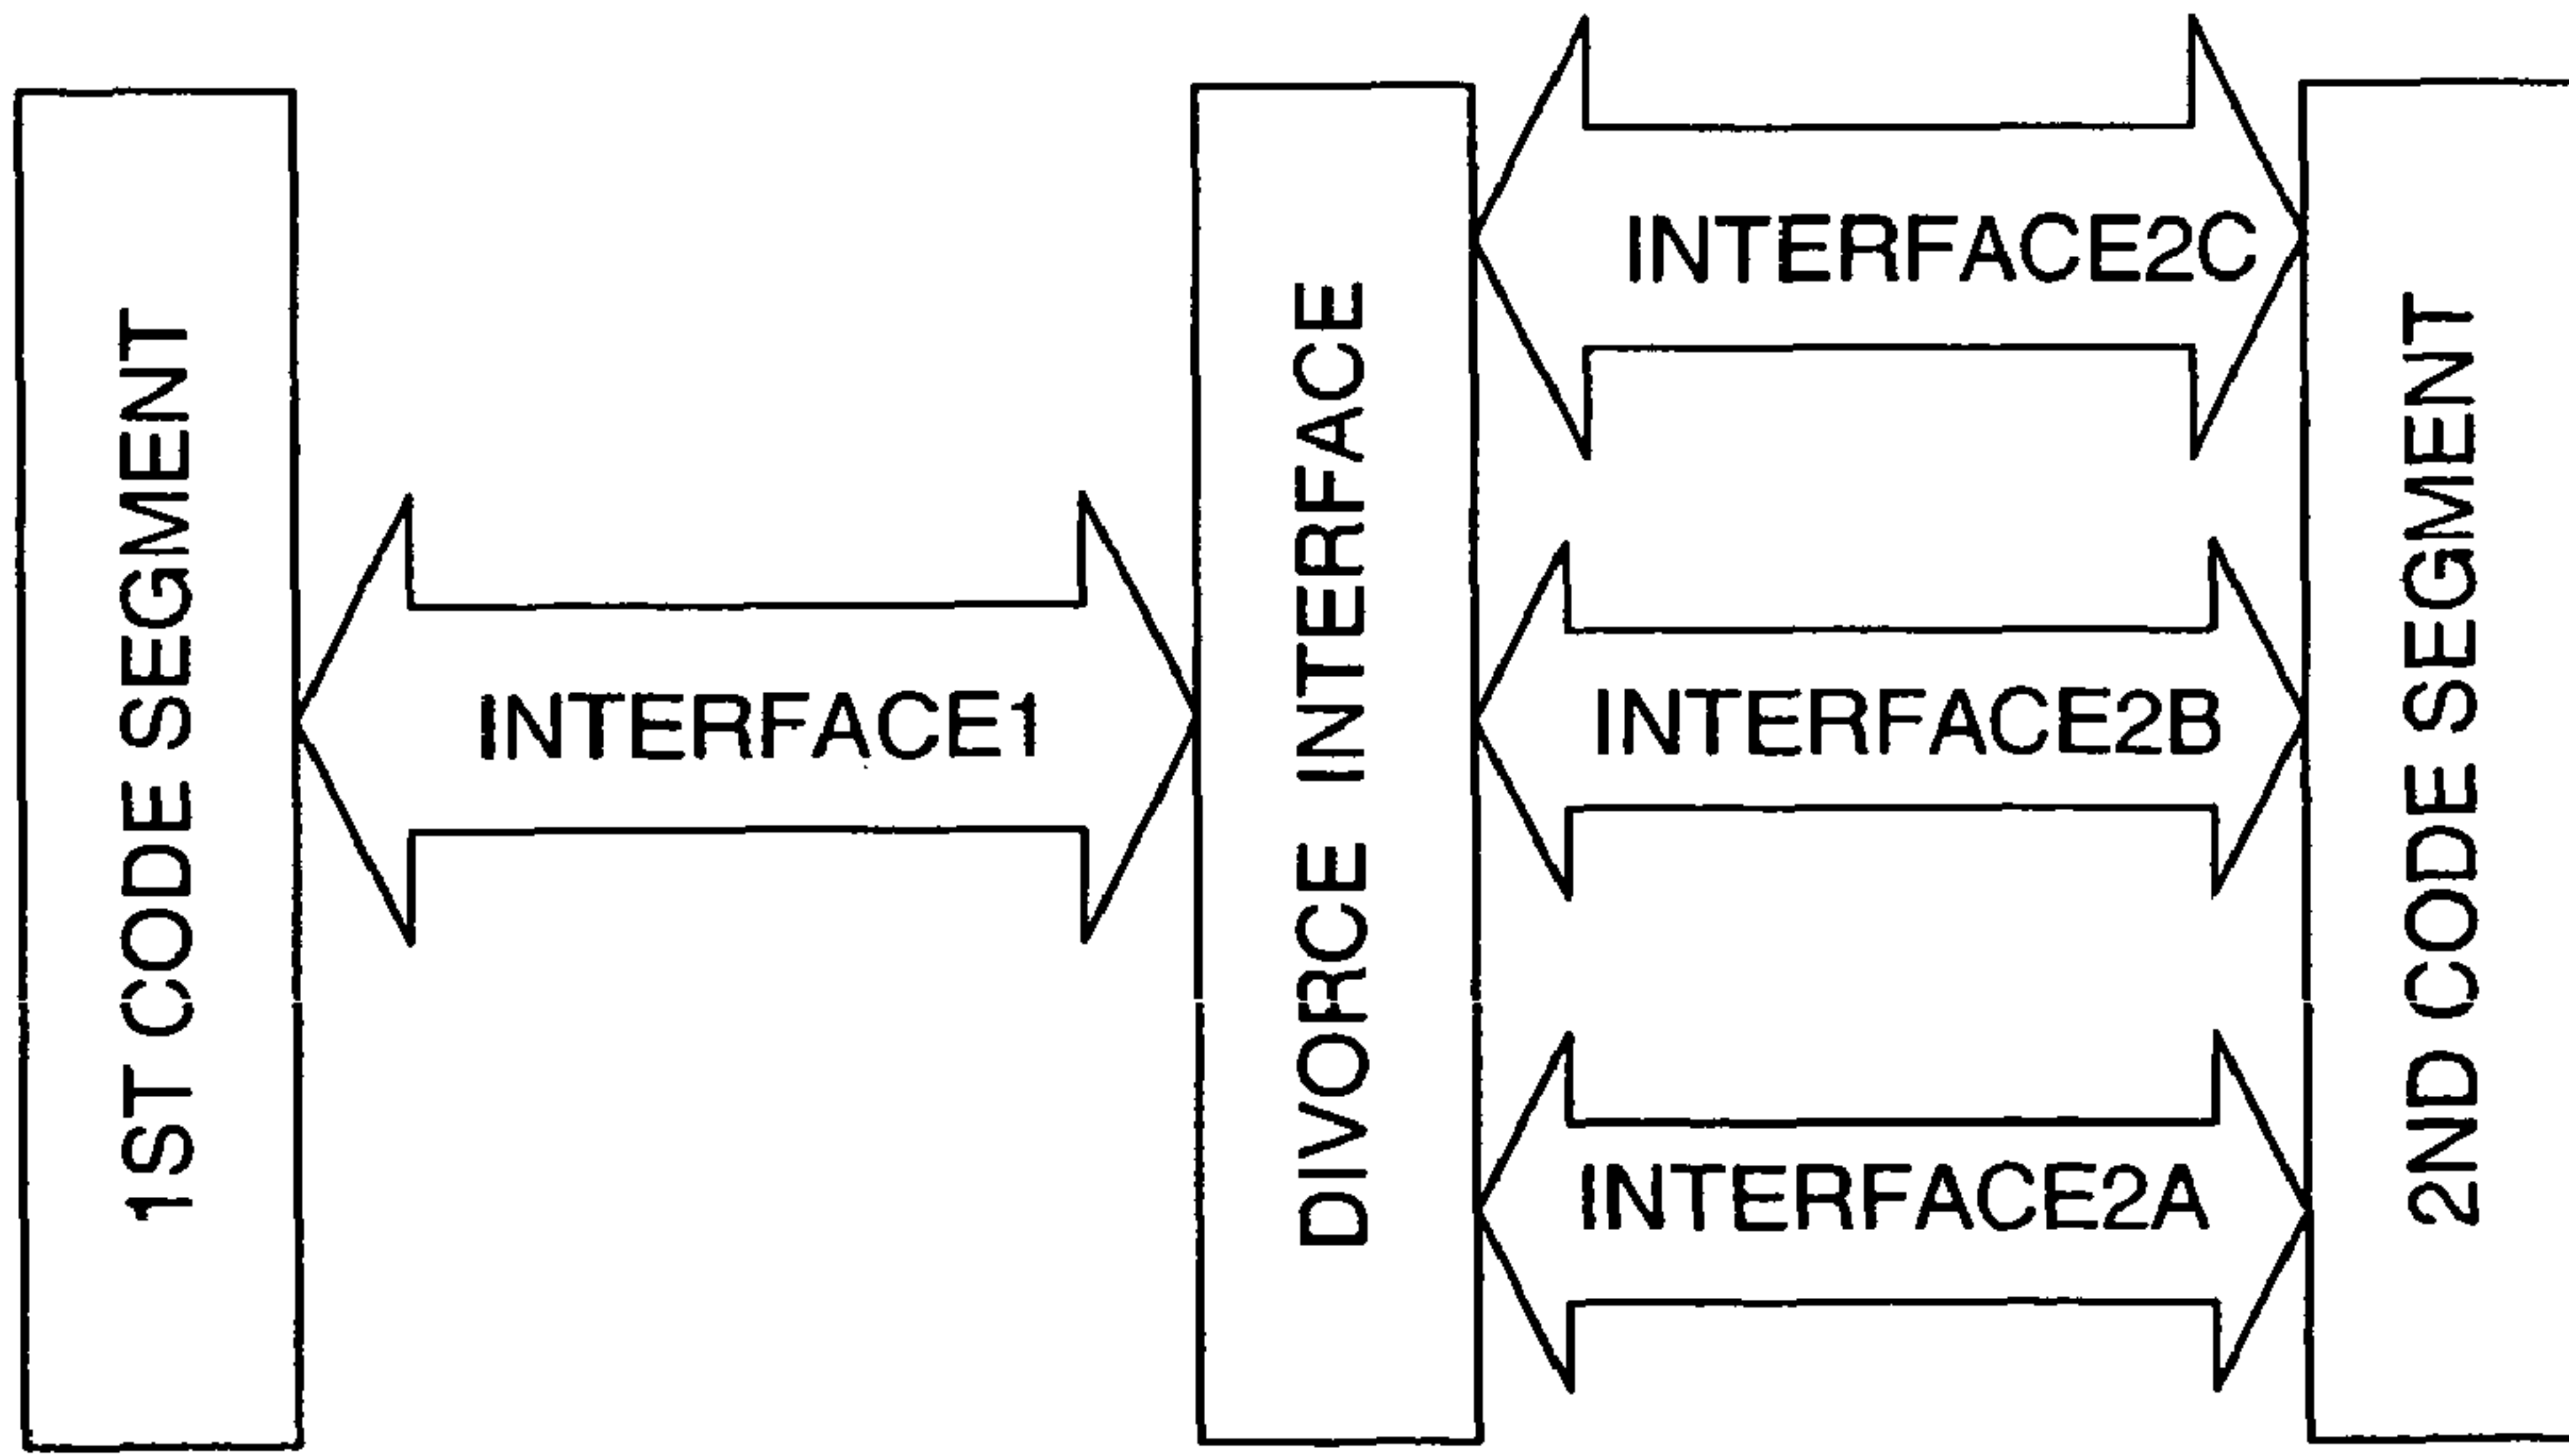 1ST CODE SEGMENT
INTERFACE1
DIVORCE INTERFACE
INTERFACE2C
INTERFACE2B
INTERFACE2A
2ND CODE SEGMENT